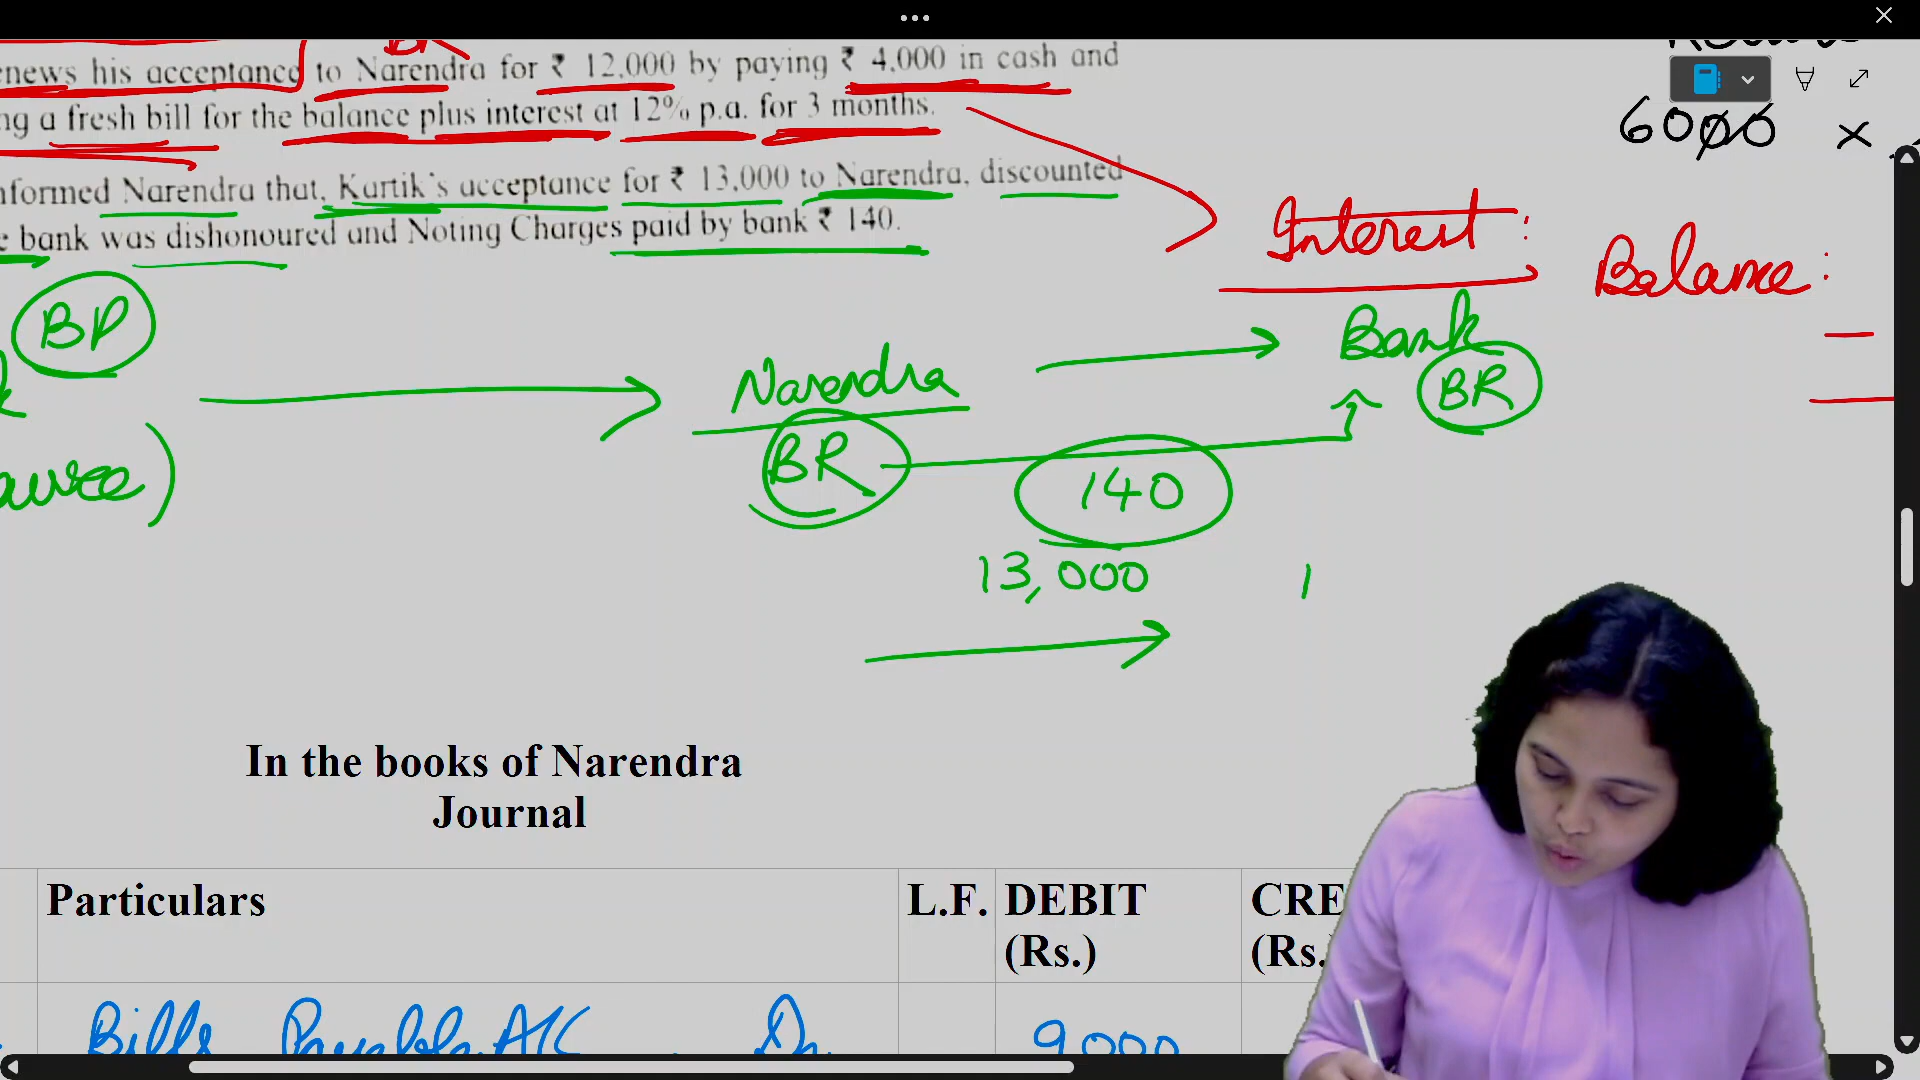 enews his acceptance to Narendra for ₹ 12,000 by paying ₹ 4,000 in cash and
ng a fresh bill for the balance plus interest at 12% p.a. for 3 months.
nformed Narendra that, Kartik's acceptance for ₹ 13,000 to Narendra, discounted
e bank was dishonoured and Noting Charges paid by bank ₹ 140.
6000 ×
Interest :
Balance :
BP
Narendra
Bank
BR
BR
140
13,000 1
In the books of Narendra
Journal
Particulars L.F. DEBIT (Rs.) CRE (Rs.
Bills Payable A/c Dr. 9000